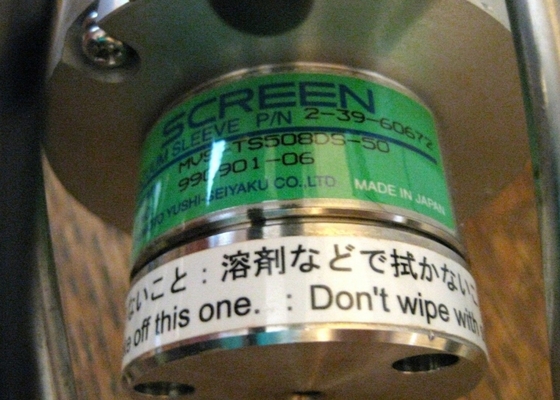 SCREEN
SLEEVE P/N 2-39-60672
MVS-TS508DS-50
990901-06
YUSHI-SEIYAKU CO.,LTD MADE IN JAPAN
ないこと：溶剤などで拭かないこ
off this one. : Don't wipe with